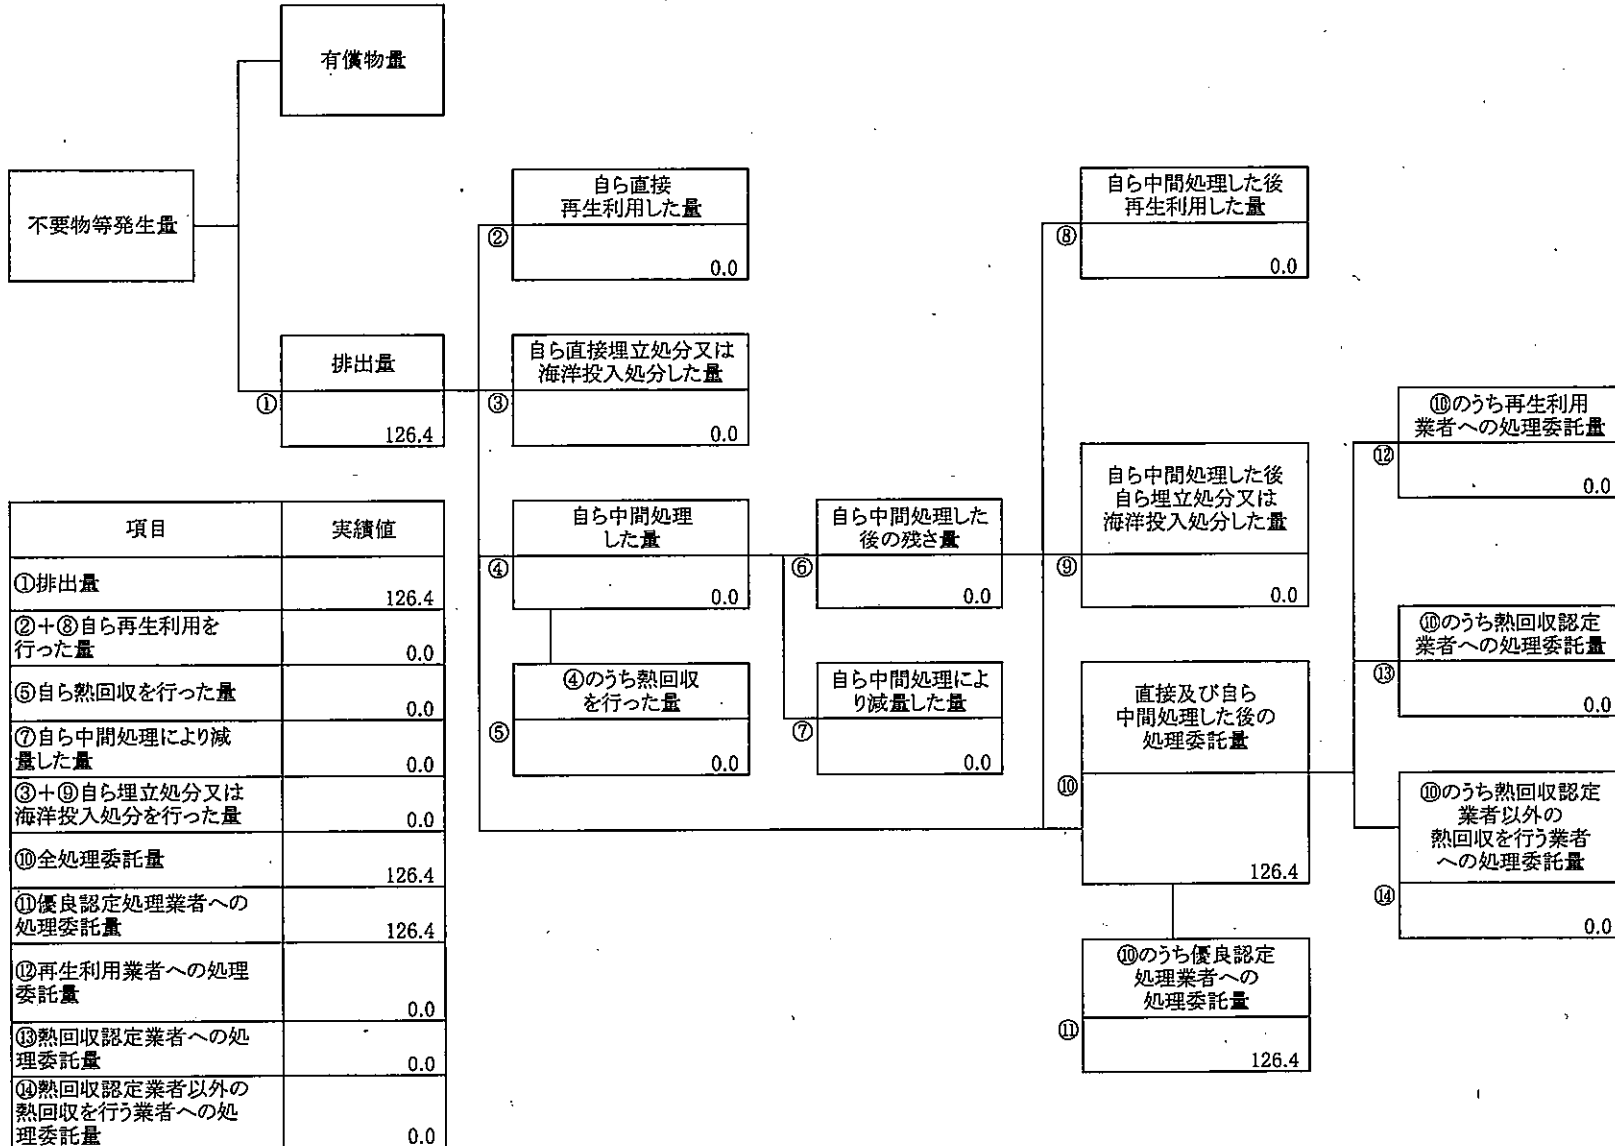 有償物量
不要物等発生量
自ら直接
再生利用した量
②
0.0
自ら中間処理した後
再生利用した量
⑧
0.0
排出量
①
126.4
自ら直接埋立処分又は
海洋投入処分した量
③
0.0
⑩のうち再生利用
業者への処理委託量
⑫
0.0
自ら中間処理
した量
④
0.0
自ら中間処理した
後の残さ量
⑥
0.0
自ら中間処理した後
自ら埋立処分又は
海洋投入処分した量
⑨
0.0
⑩のうち熱回収認定
業者への処理委託量
⑬
0.0
④のうち熱回収
を行った量
⑤
0.0
自ら中間処理によ
り減量した量
⑦
0.0
直接及び自ら
中間処理した後の
処理委託量
⑩
126.4
⑩のうち熱回収認定
業者以外の
熱回収を行う業者
への処理委託量
⑭
0.0
⑩のうち優良認定
処理業者への
処理委託量
⑪
126.4
項目 実績値
①排出量 126.4
②+⑧自ら再生利用を
行った量 0.0
⑤自ら熱回収を行った量 0.0
⑦自ら中間処理により減
量した量 0.0
③+⑨自ら埋立処分又は
海洋投入処分を行った量 0.0
⑩全処理委託量 126.4
⑪優良認定処理業者への
処理委託量 126.4
⑫再生利用業者への処理
委託量 0.0
⑬熱回収認定業者への処
理委託量 0.0
⑭熱回収認定業者以外の
熱回収を行う業者への処
理委託量 0.0